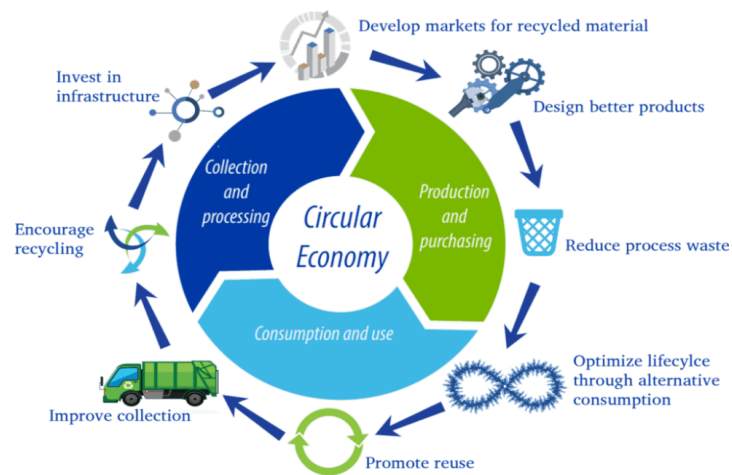 Develop markets for recycled material
Invest in
infrastructure
Design better products
Collection
and
processing
Production
and
purchasing
Circular
Economy
Encourage
recycling
Reduce process waste
Consumption and use
Optimize lifecylce
through alternative
consumption
Improve collection
Promote reuse